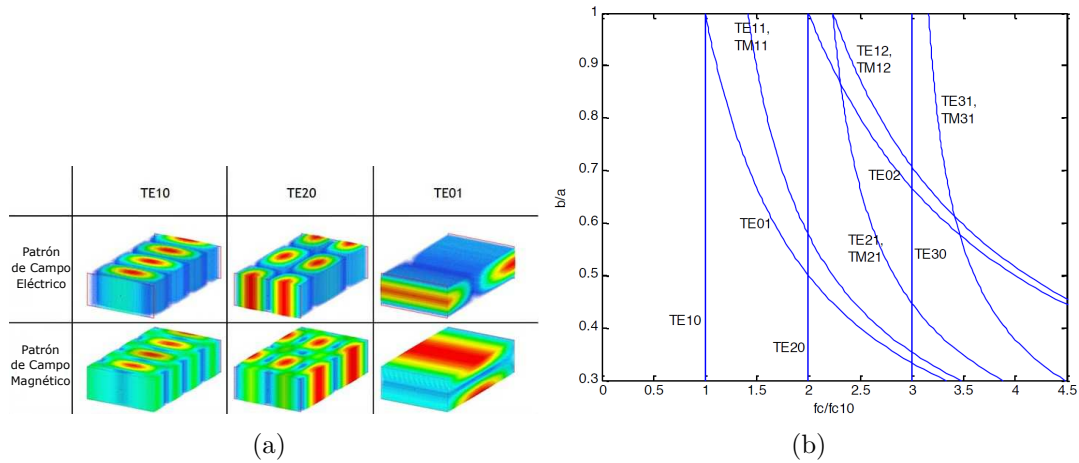 TE10 TE20 TE01
Patrón
de Campo
Eléctrico
Patrón
de Campo
Magnético
(a)
1
0.9
0.8
0.7
0.6
0.5
0.4
0.3
b/a
0 0.5 1 1.5 2 2.5 3 3.5 4 4.5
fc/fc10
TE11,
TM11
TE12,
TM12
TE31,
TM31
TE02
TE01
TE21,
TM21
TE30
TE10
TE20
(b)